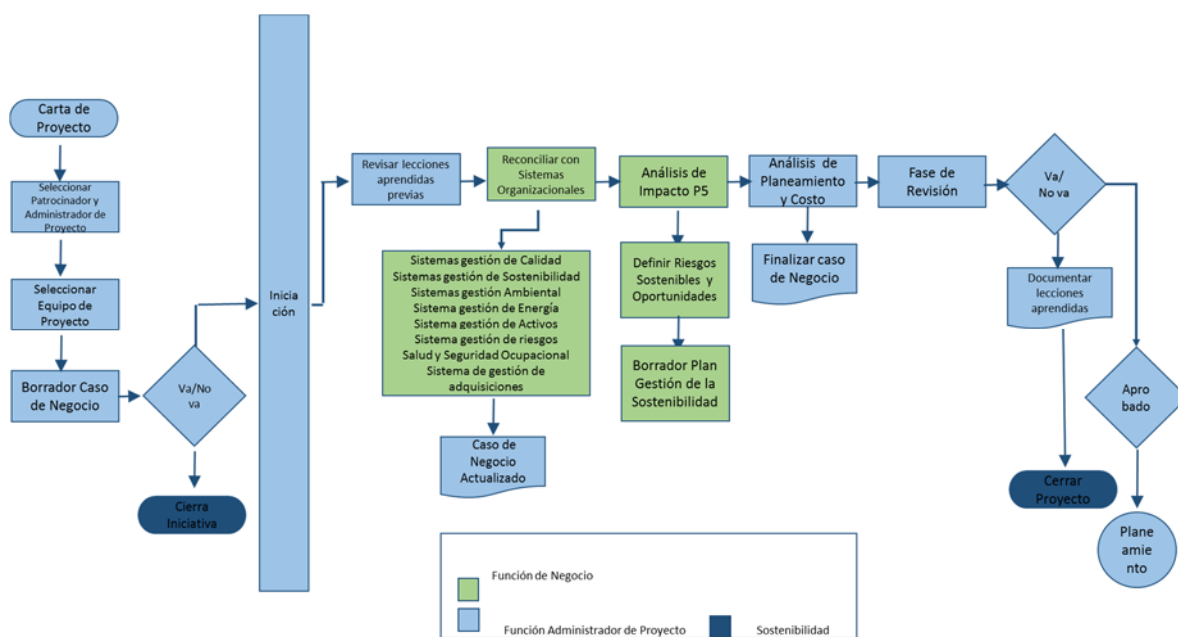 Carta de
Proyecto
Seleccionar
Patrocinador y
Administrador de
Proyecto
Seleccionar
Equipo de
Proyecto
Borrador Caso
de Negocio
Va/No
va
Cierra
Iniciativa
Inicia
ción
Revisar lecciones
aprendidas
previas
Reconciliar con
Sistemas
Organizacionales
Sistemas gestión de Calidad
Sistemas gestión de Sostenibilidad
Sistemas gestión Ambiental
Sistema gestión de Energía
Sistema gestión de Activos
Sistema gestión de riesgos
Salud y Seguridad Ocupacional
Sistema de gestión de
adquisiciones
Caso de
Negocio
Actualizado
Análisis de
Impacto P5
Definir Riesgos
Sostenibles y
Oportunidades
Borrador Plan
Gestión de la
Sostenibilidad
Análisis de
Planeamiento
y Costo
Finalizar caso
de Negocio
Fase de
Revisión
Va/
No va
Documentar
lecciones
aprendidas
Cerrar
Proyecto
Apro
bado
Plane
amie
nto
Función de Negocio
Función Administrador de Proyecto
Sostenibilidad